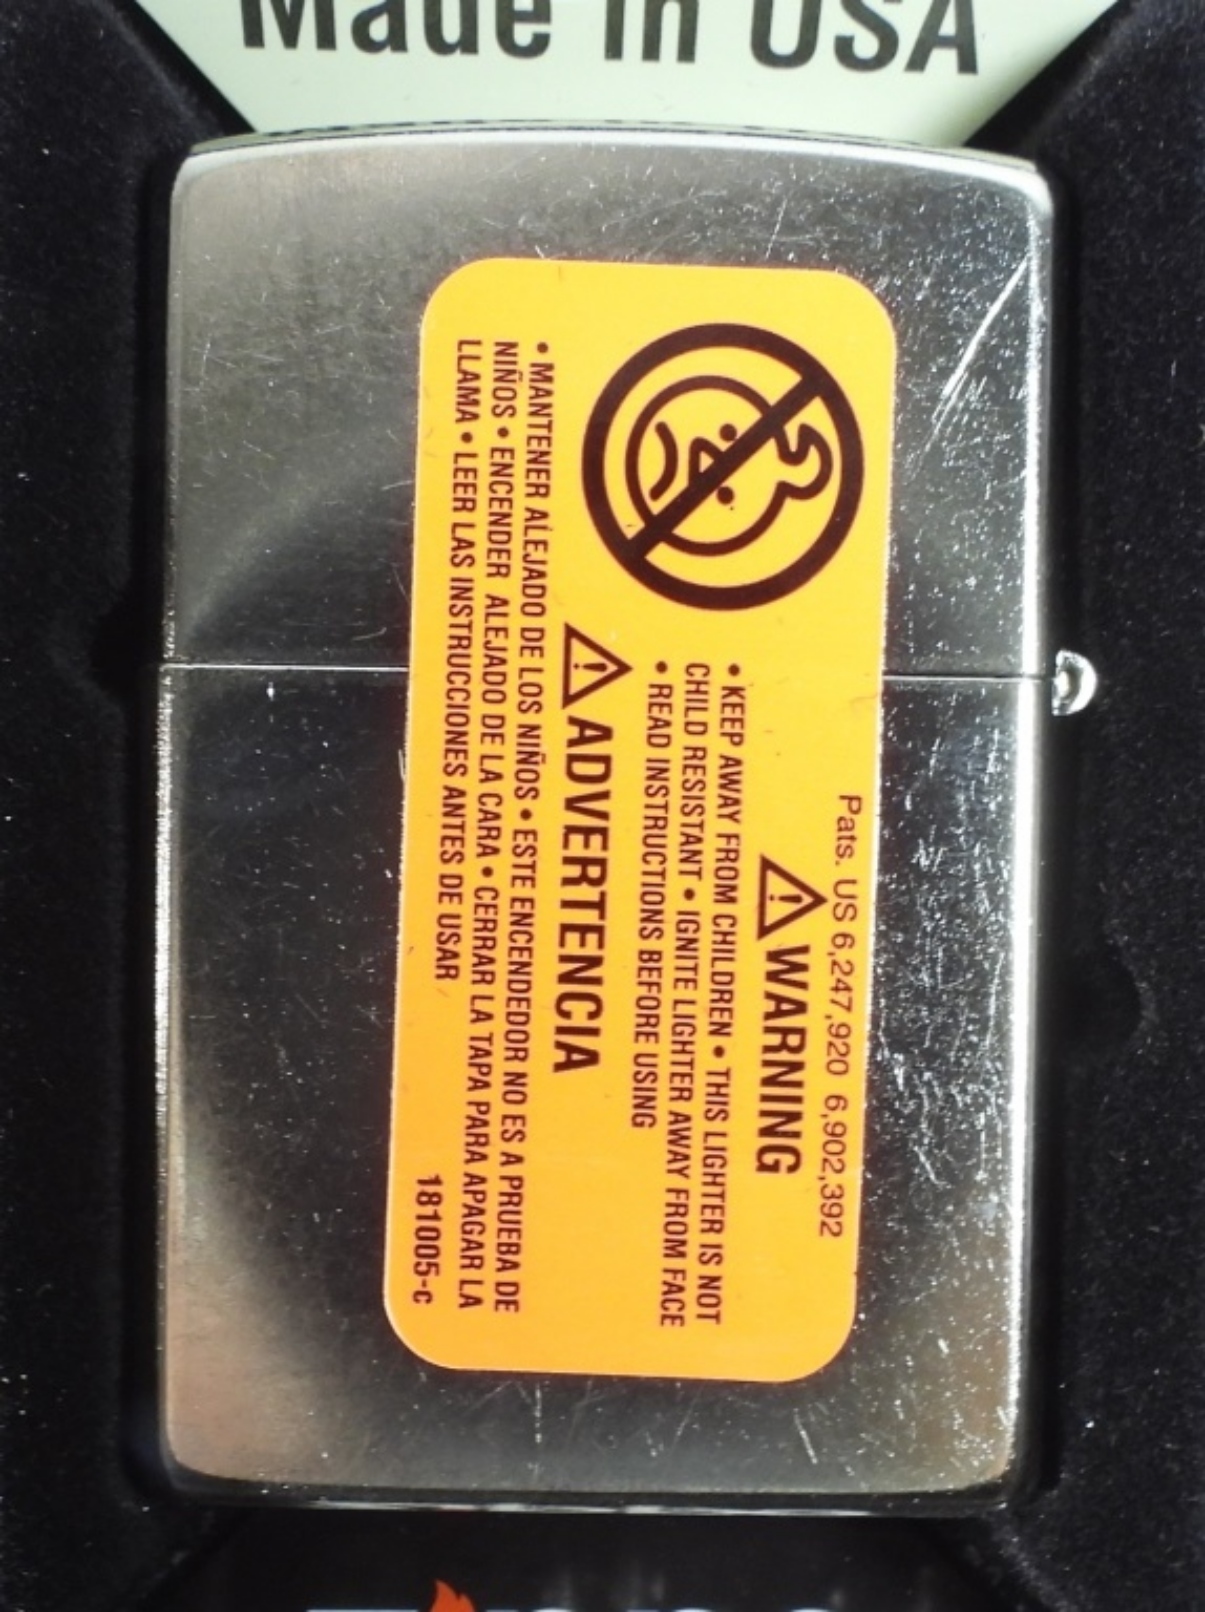 Made in USA
Pats. US 6,247,920 6,902,392
WARNING
• KEEP AWAY FROM CHILDREN • THIS LIGHTER IS NOT
CHILD RESISTANT • IGNITE LIGHTER AWAY FROM FACE
• READ INSTRUCTIONS BEFORE USING
ADVERTENCIA
• MANTENER ALEJADO DE LOS NIÑOS • ESTE ENCENDEDOR NO ES A PRUEBA DE
NIÑOS • ENCENDER ALEJADO DE LA CARA • CERRAR LA TAPA PARA APAGAR LA
LLAMA • LEER LAS INSTRUCCIONES ANTES DE USAR
181005-c